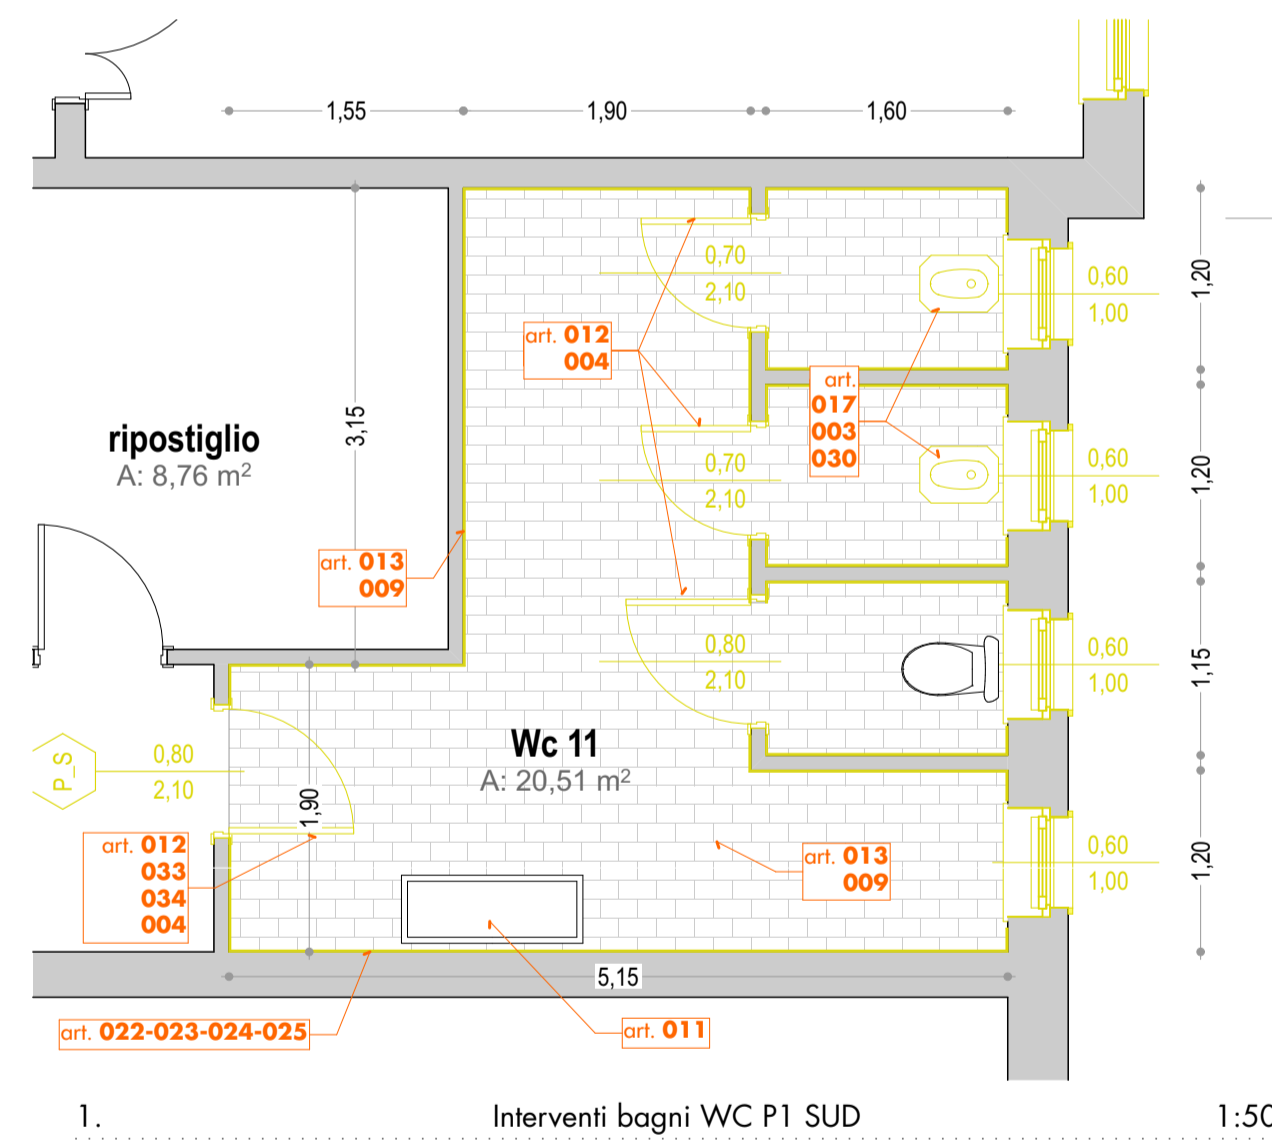 1,55
1,90
1,60
0,70
2,10
0,60
1,00
1,20
art. 012
004
art.
017
003
030
3,15
ripostiglio
A: 8,76 m²
0,70
2,10
0,60
1,00
1,20
art. 013
009
0,80
2,10
0,60
1,00
1,15
Wc 11
A: 20,51 m²
P_S
0,80
2,10
1,90
art. 012
033
034
004
art. 013
009
0,60
1,00
1,20
5,15
art. 022-023-024-025
art. 011
1.
Interventi bagni WC P1 SUD
1:50